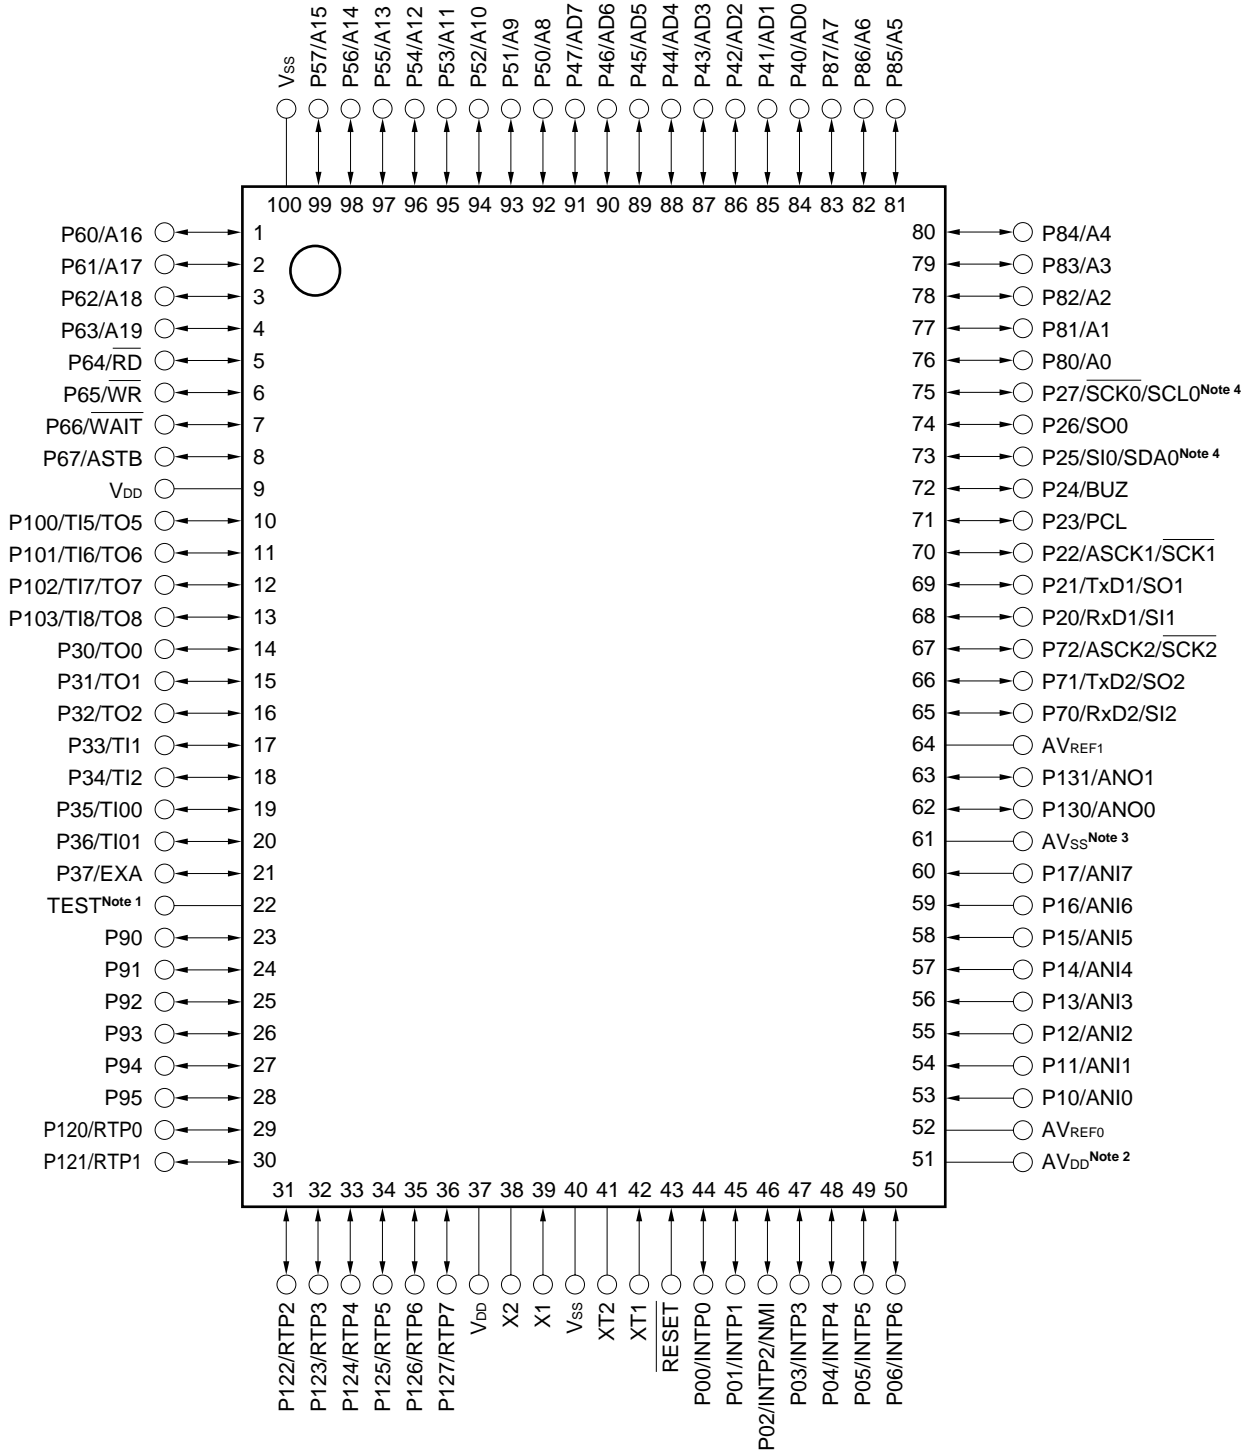 VSS
P57/A15
P56/A14
P55/A13
P54/A12
P53/A11
P52/A10
P51/A9
P50/A8
P47/AD7
P46/AD6
P45/AD5
P44/AD4
P43/AD3
P42/AD2
P41/AD1
P40/AD0
P87/A7
P86/A6
P85/A5
100 99 98 97 96 95 94 93 92 91 90 89 88 87 86 85 84 83 82 81
P60/A16 1
P61/A17 2
P62/A18 3
P63/A19 4
P64/RD 5
P65/WR 6
P66/WAIT 7
P67/ASTB 8
VDD 9
P100/TI5/TO5 10
P101/TI6/TO6 11
P102/TI7/TO7 12
P103/TI8/TO8 13
P30/TO0 14
P31/TO1 15
P32/TO2 16
P33/TI1 17
P34/TI2 18
P35/TI00 19
P36/TI01 20
P37/EXA 21
TESTNote 1 22
P90 23
P91 24
P92 25
P93 26
P94 27
P95 28
P120/RTP0 29
P121/RTP1 30
80 P84/A4
79 P83/A3
78 P82/A2
77 P81/A1
76 P80/A0
75 P27/SCK0/SCL0Note 4
74 P26/SO0
73 P25/SI0/SDA0Note 4
72 P24/BUZ
71 P23/PCL
70 P22/ASCK1/SCK1
69 P21/TxD1/SO1
68 P20/RxD1/SI1
67 P72/ASCK2/SCK2
66 P71/TxD2/SO2
65 P70/RxD2/SI2
64 AVREF1
63 P131/ANO1
62 P130/ANO0
61 AVSSNote 3
60 P17/ANI7
59 P16/ANI6
58 P15/ANI5
57 P14/ANI4
56 P13/ANI3
55 P12/ANI2
54 P11/ANI1
53 P10/ANI0
52 AVREF0
51 AVDDNote 2
31 32 33 34 35 36 37 38 39 40 41 42 43 44 45 46 47 48 49 50
P122/RTP2
P123/RTP3
P124/RTP4
P125/RTP5
P126/RTP6
P127/RTP7
VDD
X2
X1
VSS
XT2
XT1
RESET
P00/INTP0
P01/INTP1
P02/INTP2/NMI
P03/INTP3
P04/INTP4
P05/INTP5
P06/INTP6